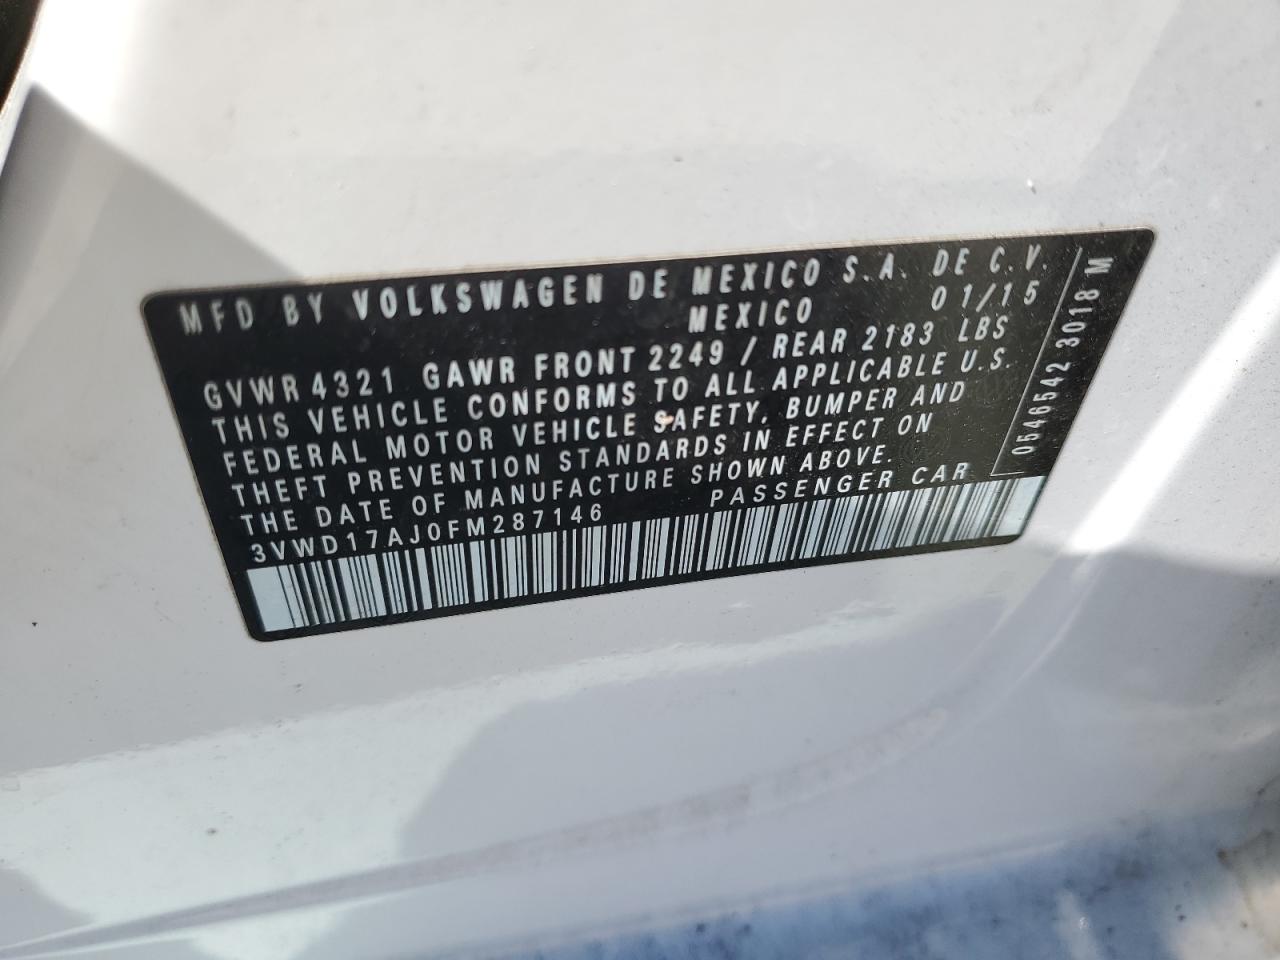 MFD BY VOLKSWAGEN DE MEXICO S.A. DE C.V.
MEXICO 01/15
GVWR 4321 GAWR FRONT 2249 / REAR 2183 LBS
THIS VEHICLE CONFORMS TO ALL APPLICABLE U.S.
FEDERAL MOTOR VEHICLE SAFETY, BUMPER AND
THEFT PREVENTION STANDARDS IN EFFECT ON
THE DATE OF MANUFACTURE SHOWN ABOVE.
3VWD17AJ0FM287146 PASSENGER CAR
0546542 3018 M